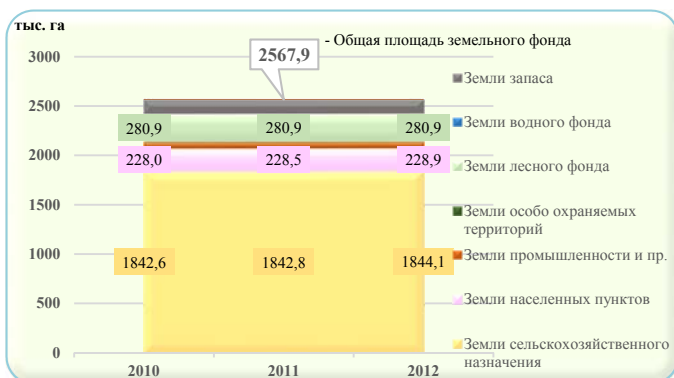 тыс. га
- Общая площадь земельного фонда
2567,9
3000
2500
2000
1500
1000
500
0
280,9 280,9 280,9
228,0 228,5 228,9
1842,6 1842,8 1844,1
2010 2011 2012
Земли запаса
Земли водного фонда
Земли лесного фонда
Земли особо охраняемых
территорий
Земли промышленности и пр.
Земли населенных пунктов
Земли сельскохозяйственного
назначения